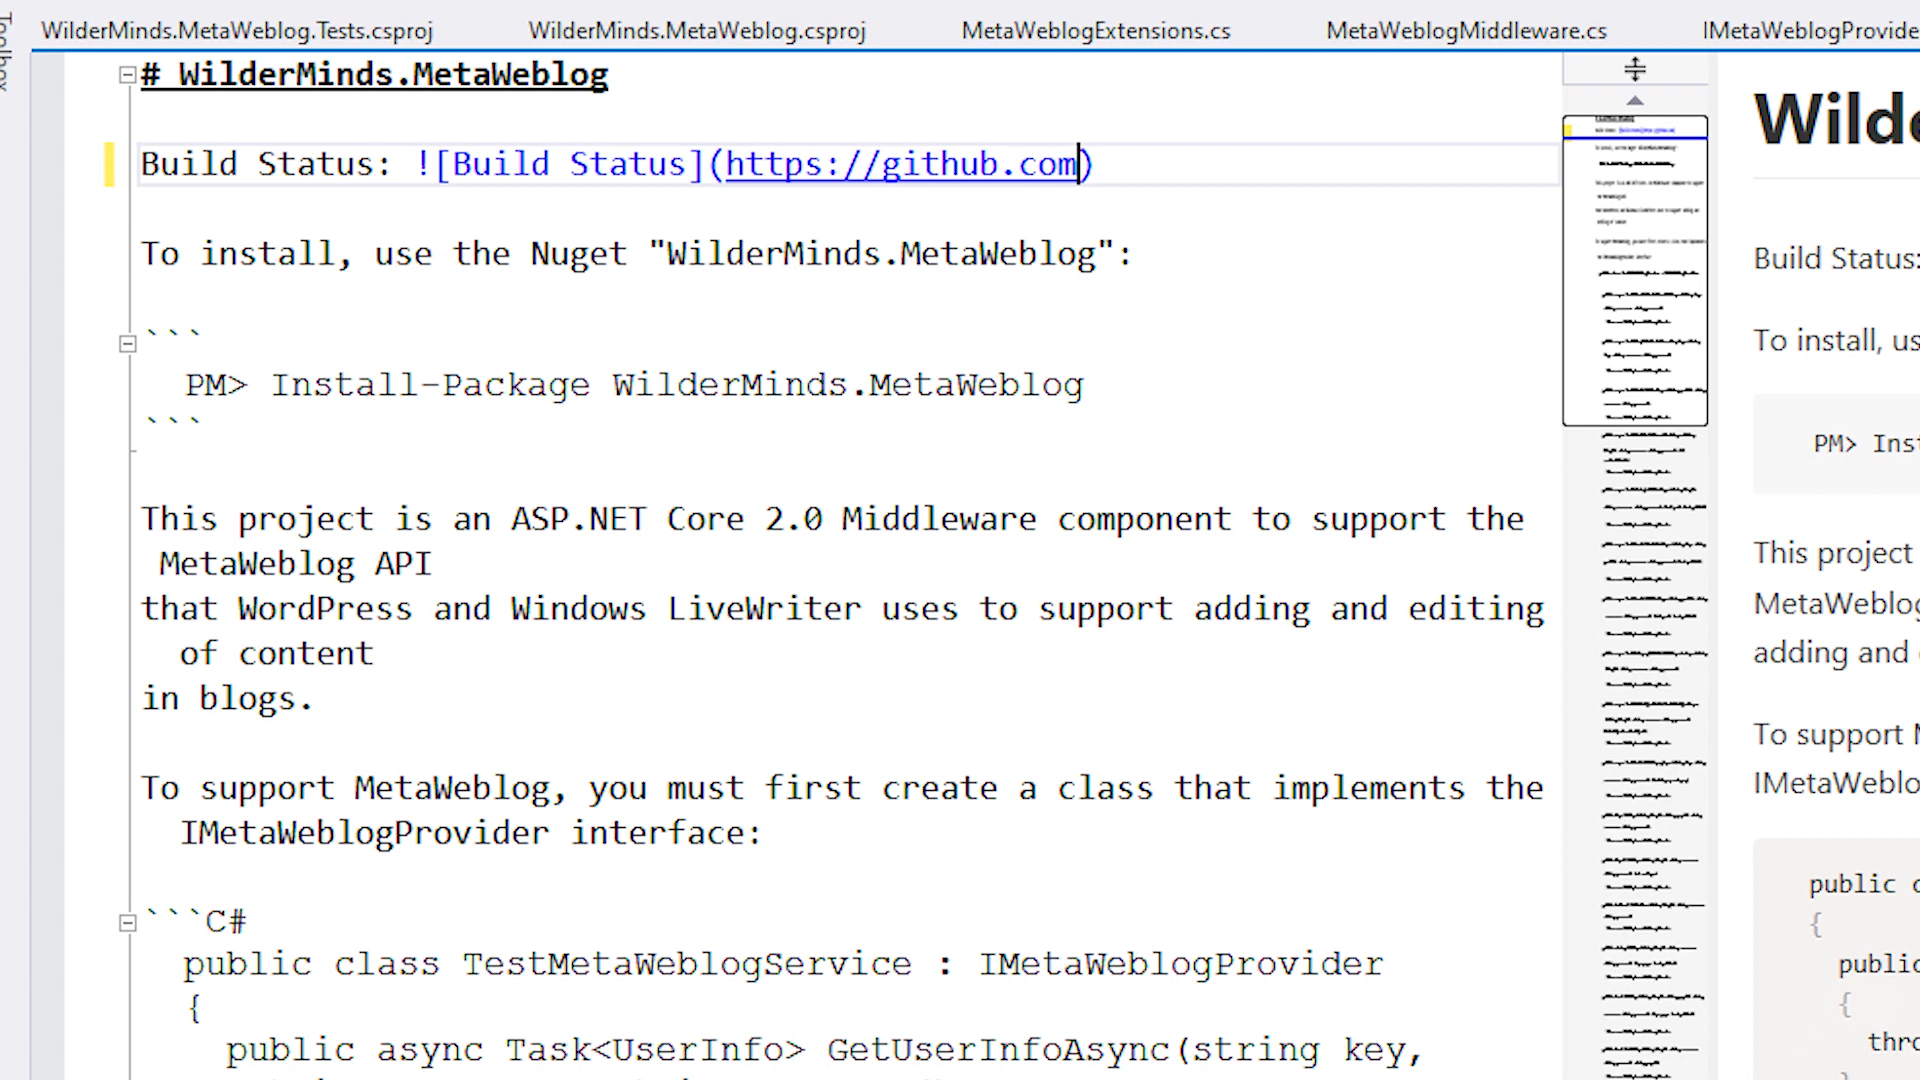 Toolbox
WilderMinds.MetaWeblog.Tests.csproj WilderMinds.MetaWeblog.csproj MetaWeblogExtensions.cs MetaWeblogMiddleware.cs IMetaWeblogProvide
# WilderMinds.MetaWeblog
Build Status: ![Build Status](https://github.com)
To install, use the Nuget "WilderMinds.MetaWeblog":
```
PM> Install-Package WilderMinds.MetaWeblog
```
This project is an ASP.NET Core 2.0 Middleware component to support the
MetaWeblog API
that WordPress and Windows LiveWriter uses to support adding and editing
of content
in blogs.
To support MetaWeblog, you must first create a class that implements the
IMetaWeblogProvider interface:
```C#
public class TestMetaWeblogService : IMetaWeblogProvider
{
public async Task<UserInfo> GetUserInfoAsync(string key,
Wilde
Build Status:
To install, us
PM> Inst
This project
MetaWeblog
adding and
To support M
IMetaWeblo
public c
{
public
{
thro